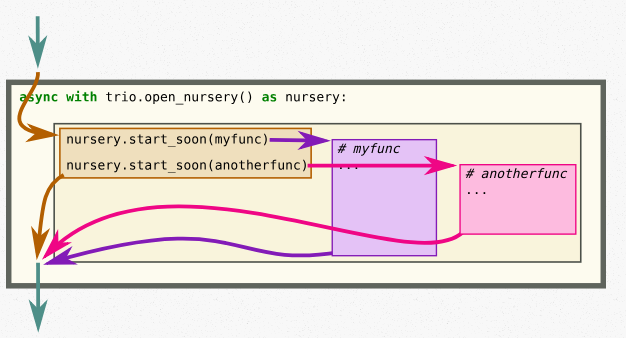 async with trio.open_nursery() as nursery:
nursery.start_soon(myfunc)
nursery.start_soon(anotherfunc)
# myfunc
...
# anotherfunc
...